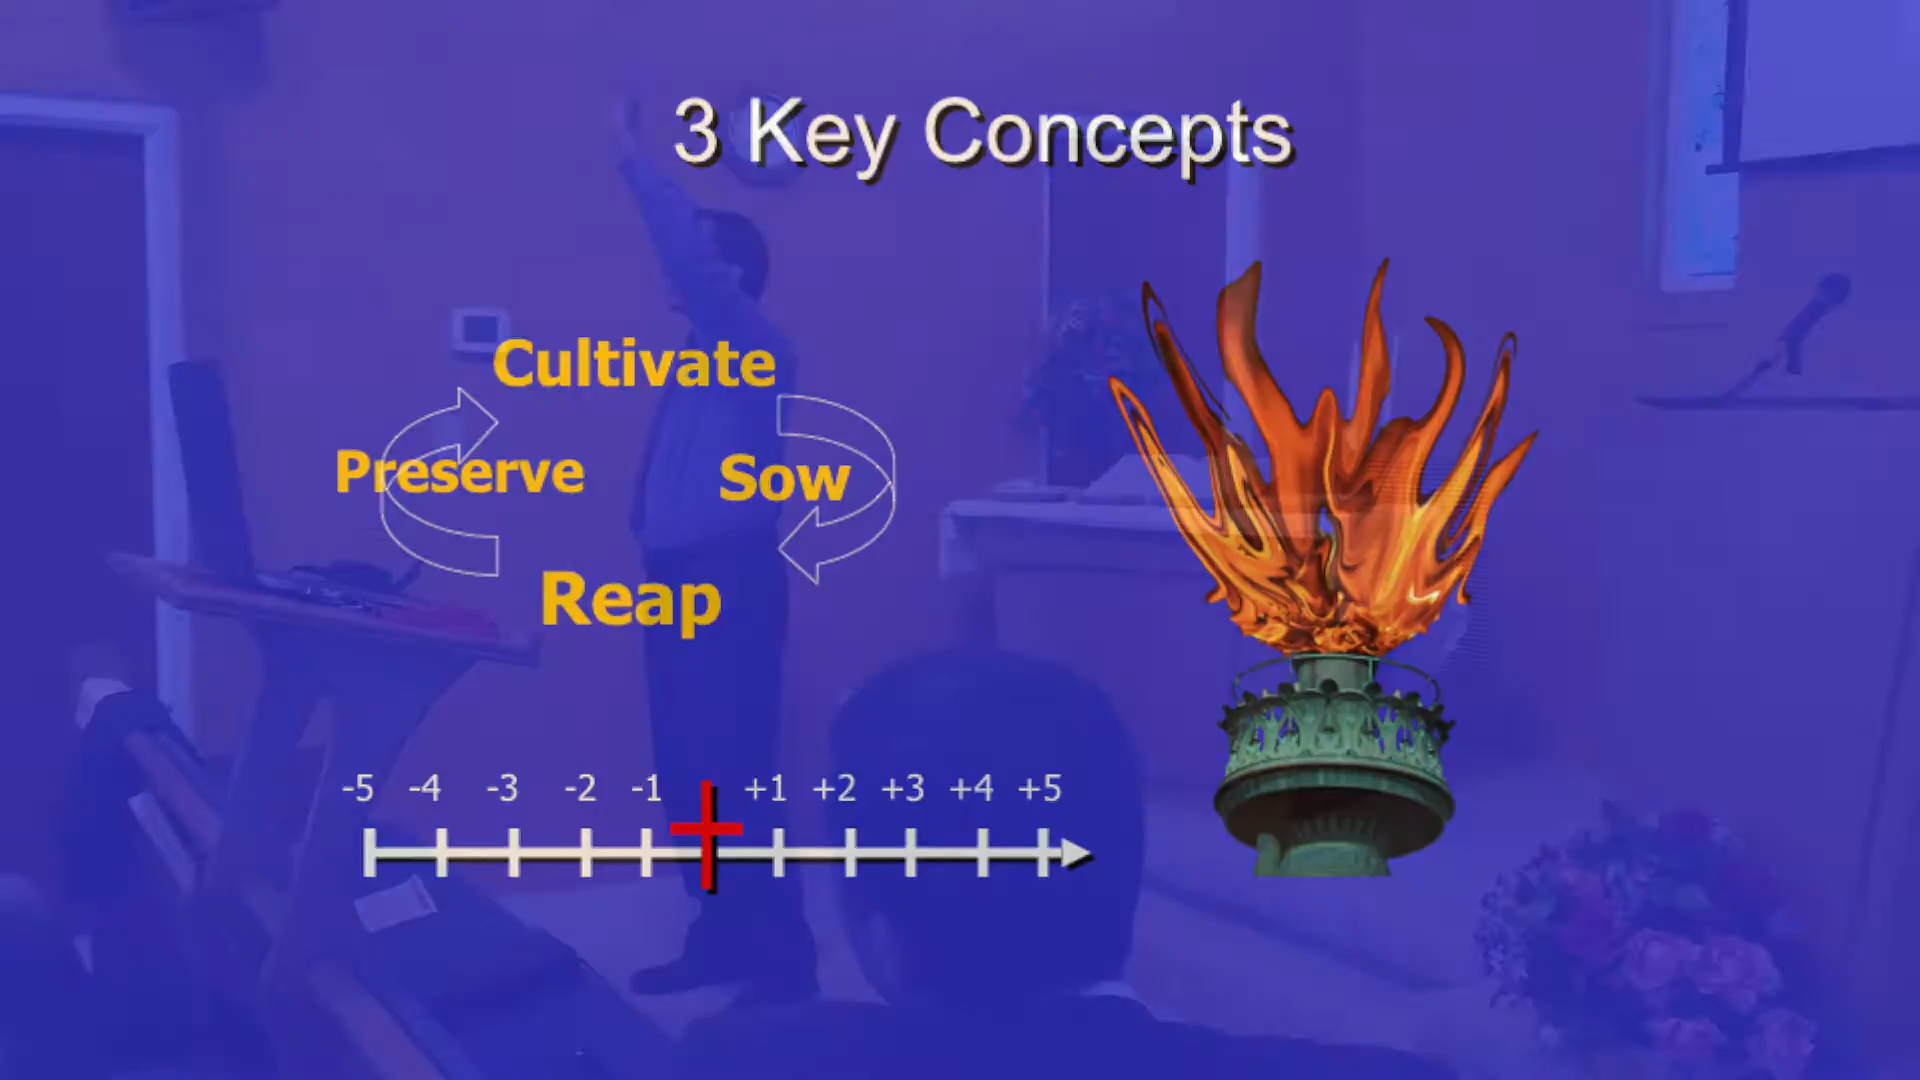 3 Key Concepts
Cultivate
Preserve Sow
Reap
-5 -4 -3 -2 -1 +1 +2 +3 +4 +5